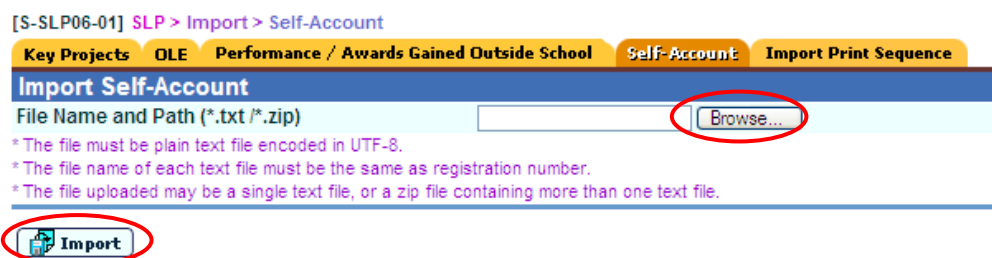 [S-SLP06-01] SLP > Import > Self-Account
Key Projects OLE Performance / Awards Gained Outside School Self-Account Import Print Sequence
Import Self-Account
File Name and Path (*.txt /*.zip) Browse...
* The file must be plain text file encoded in UTF-8.
* The file name of each text file must be the same as registration number.
* The file uploaded may be a single text file, or a zip file containing more than one text file.
Import